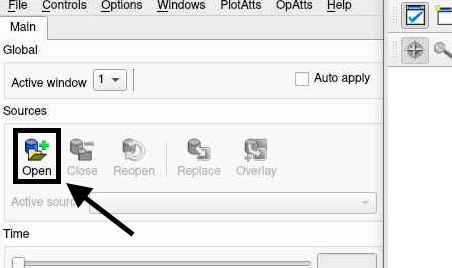 File Controls Options Windows PlotAtts OpAtts Help
Main
Global
Active window 1 Auto apply
Sources
Open Close Reopen Replace Overlay
Active source
Time